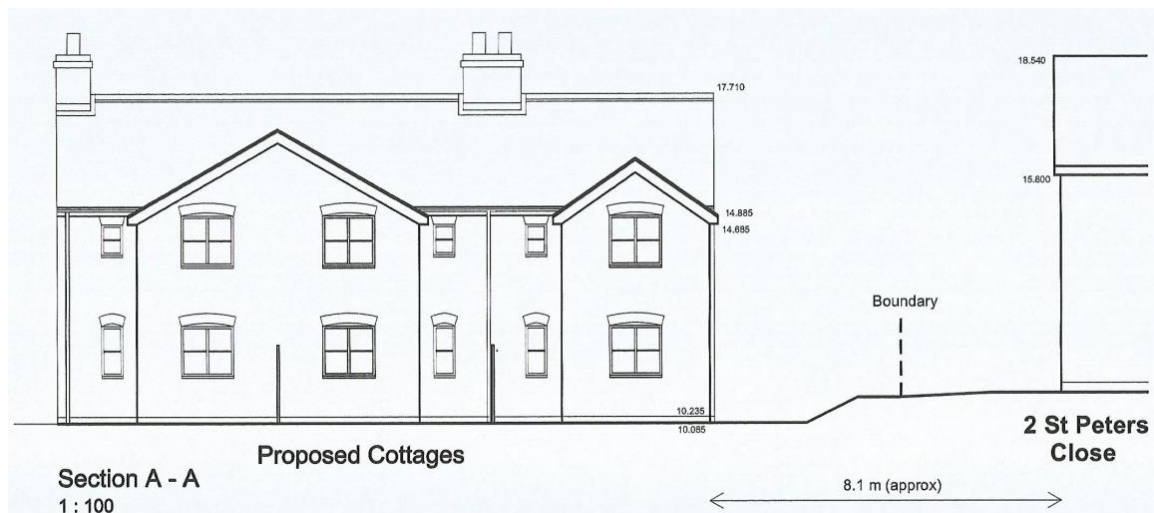 18.540
17.710
15.800
14.885
14.685
Boundary
10.235
10.085
2 St Peters
Close
Proposed Cottages
Section A - A
1 : 100
8.1 m (approx)